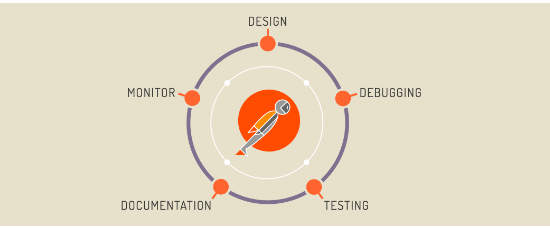 DESIGN
MONITOR
DEBUGGING
DOCUMENTATION
TESTING